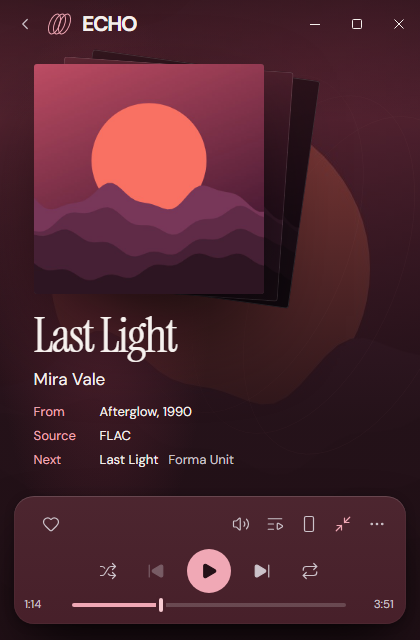 ECHO
Last Light
Mira Vale
From Afterglow, 1990
Source FLAC
Next Last Light Forma Unit
1:14 3:51